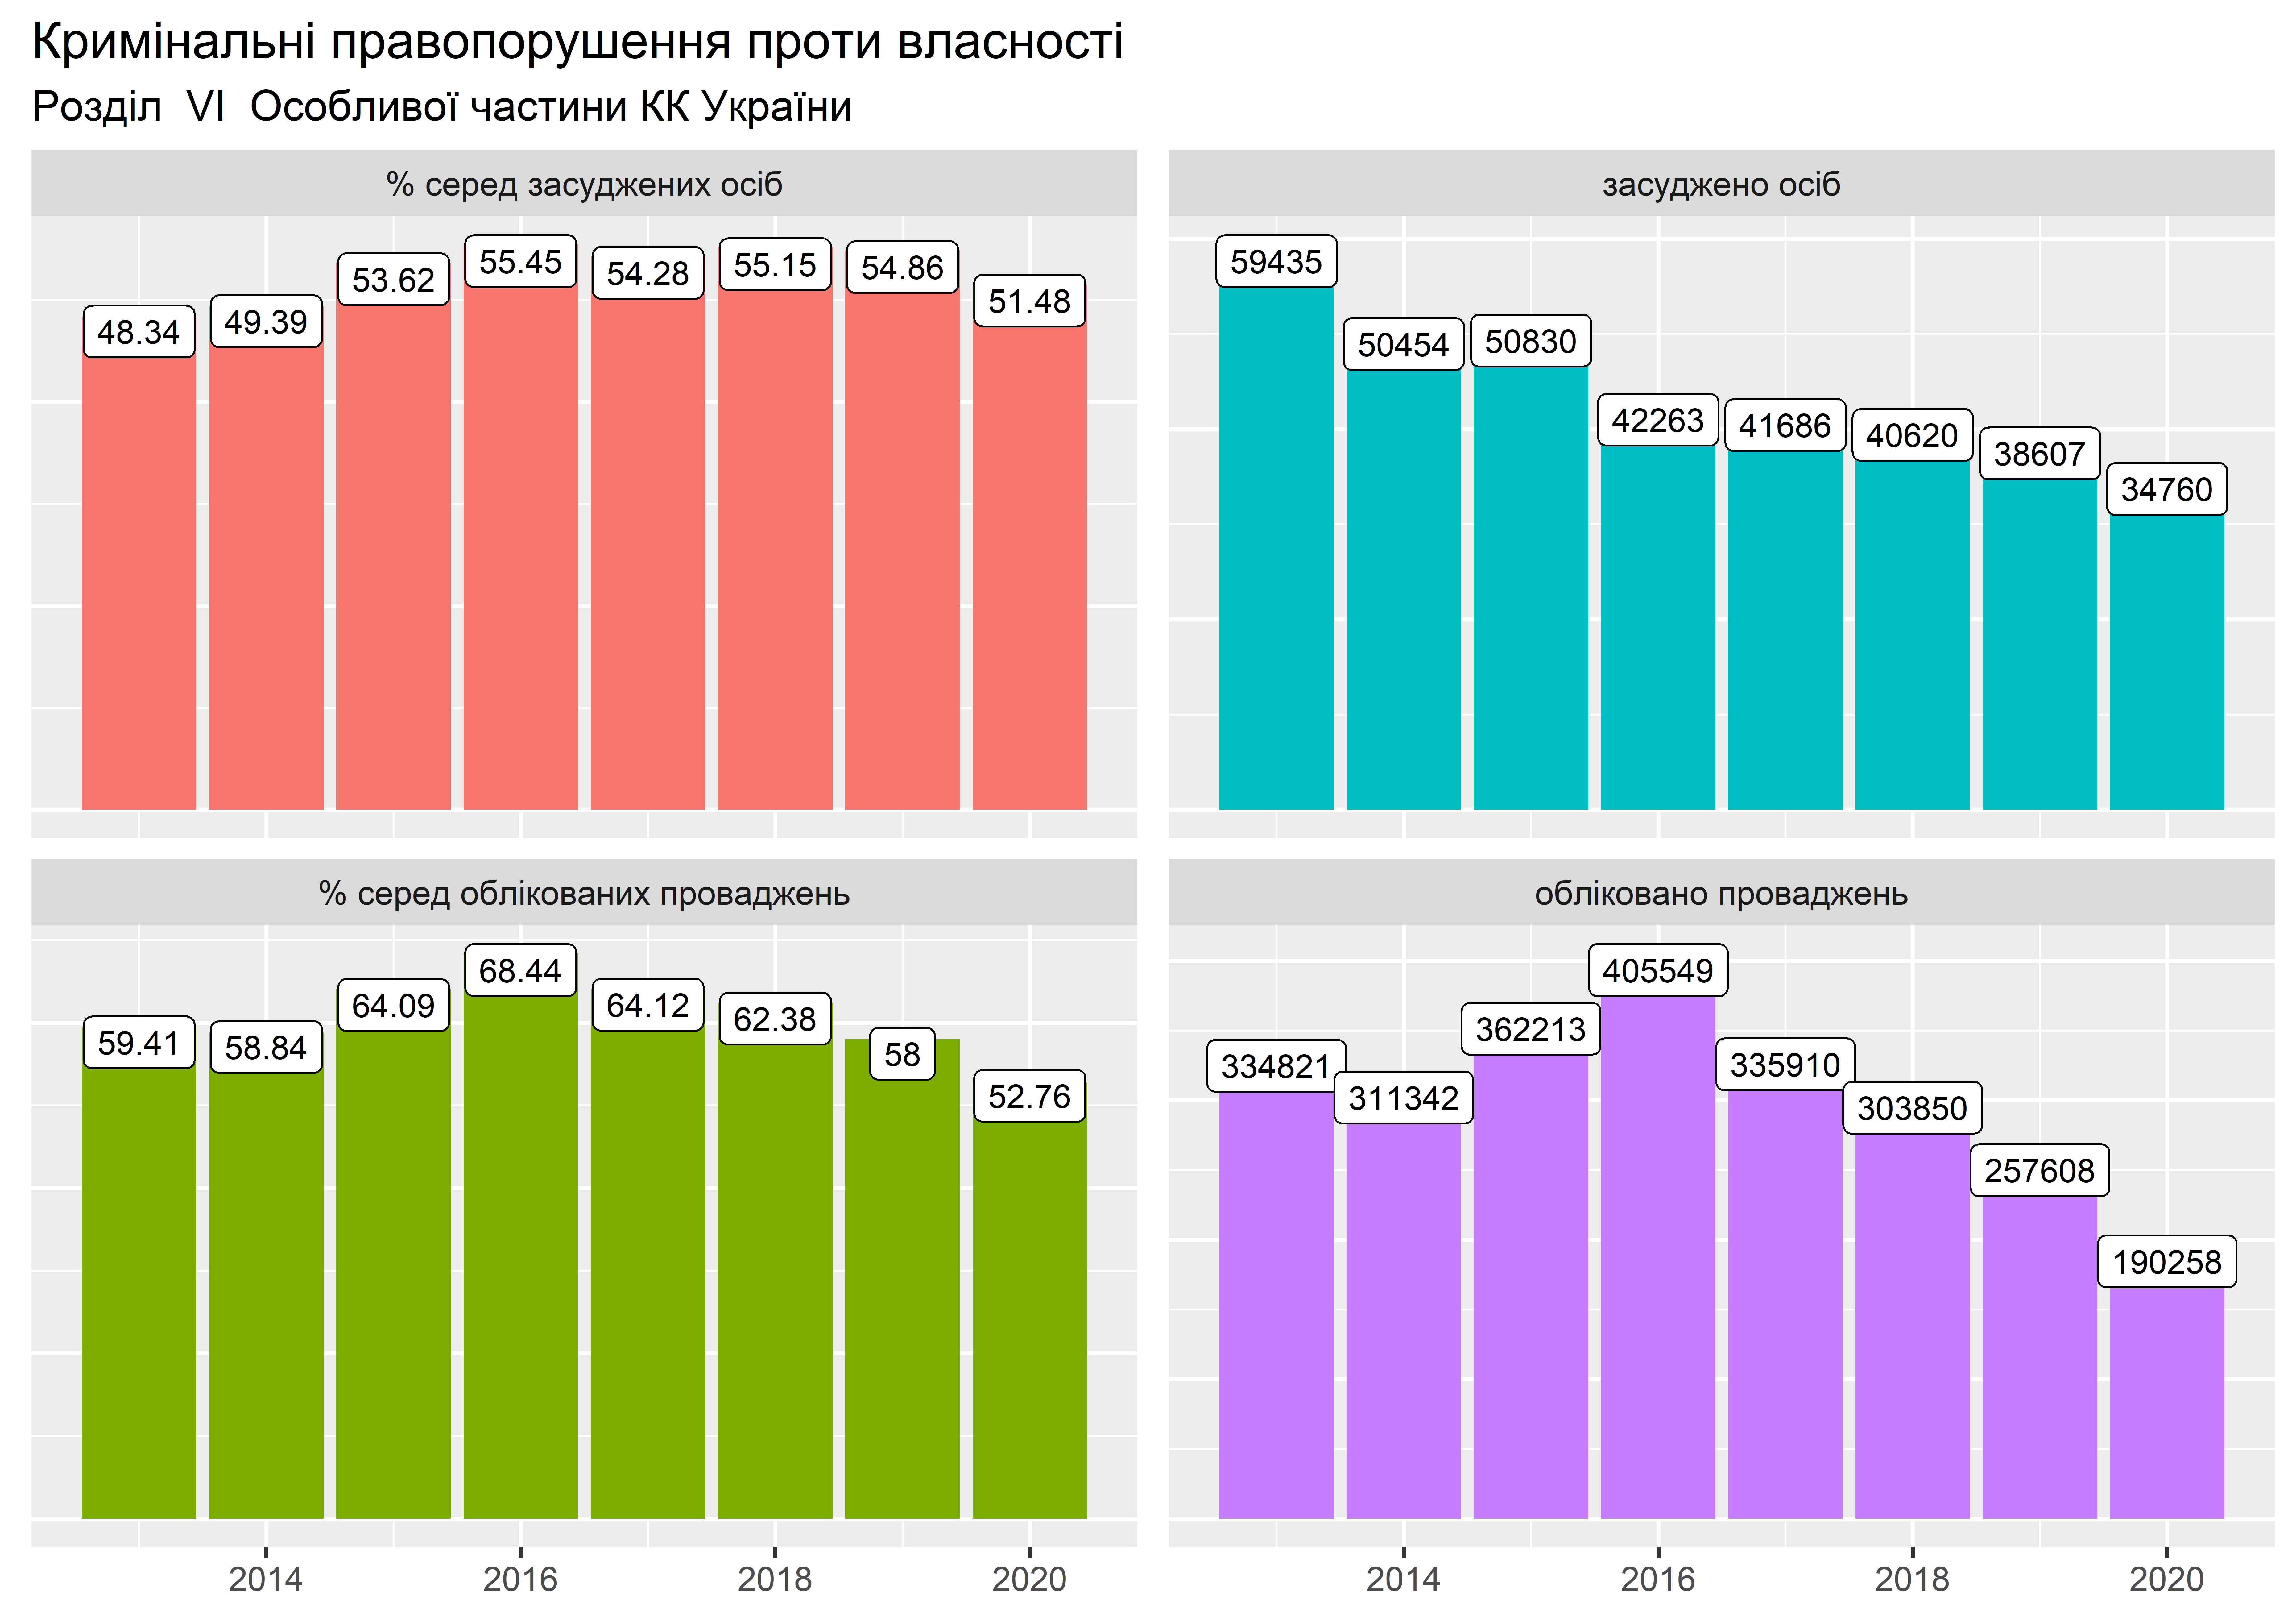 Кримінальні правопорушення проти власності
Розділ VI Особливої частини КК України
% серед засуджених осіб
48.34 49.39 53.62 55.45 54.28 55.15 54.86 51.48
засуджено осіб
59435 50454 50830 42263 41686 40620 38607 34760
% серед облікованих проваджень
59.41 58.84 64.09 68.44 64.12 62.38 58 52.76
2014 2016 2018 2020
обліковано проваджень
334821 311342 362213 405549 335910 303850 257608 190258
2014 2016 2018 2020